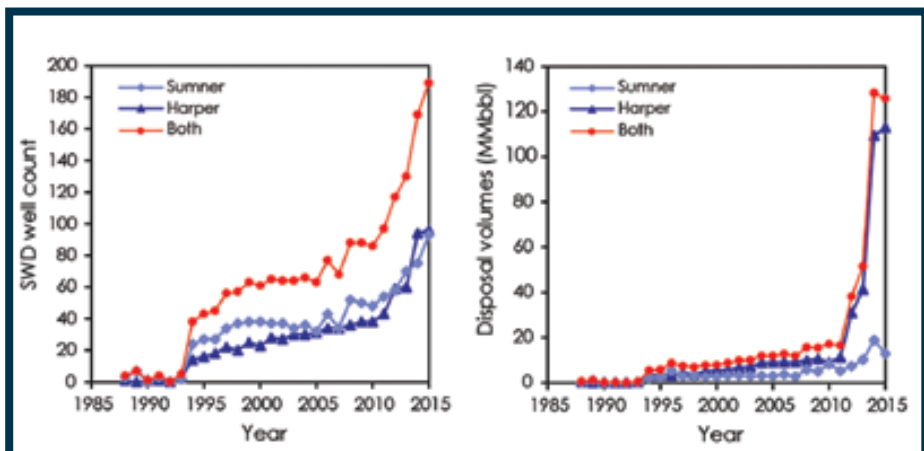 200
180
160
140
120
100
80
60
40
20
0
SWD well count
Sumner
Harper
Both
1985 1990 1995 2000 2005 2010 2015
Year
140
120
100
80
60
40
20
0
Disposal volumes (MMbbl)
Sumner
Harper
Both
1985 1990 1995 2000 2005 2010 2015
Year